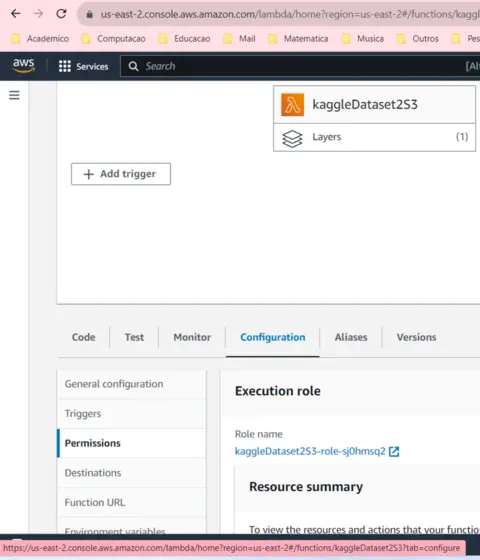 us-east-2.console.aws.amazon.com/lambda/home?region=us-east-2#/functions/kaggl
Academico Computacao Educacao Mail Matematica Musica Outros Pes
aws Services Search [Al
kaggleDataset2S3
Layers (1)
+ Add trigger
Code Test Monitor Configuration Aliases Versions
General configuration
Triggers
Permissions
Destinations
Function URL
Environment variables
Execution role
Role name
kaggleDataset2S3-role-sj0hmsq2
Resource summary
To view the resources and actions that your function
https://us-east-2.console.aws.amazon.com/lambda/home?region=us-east-2#/functions/kaggleDataset2S3?tab=configure